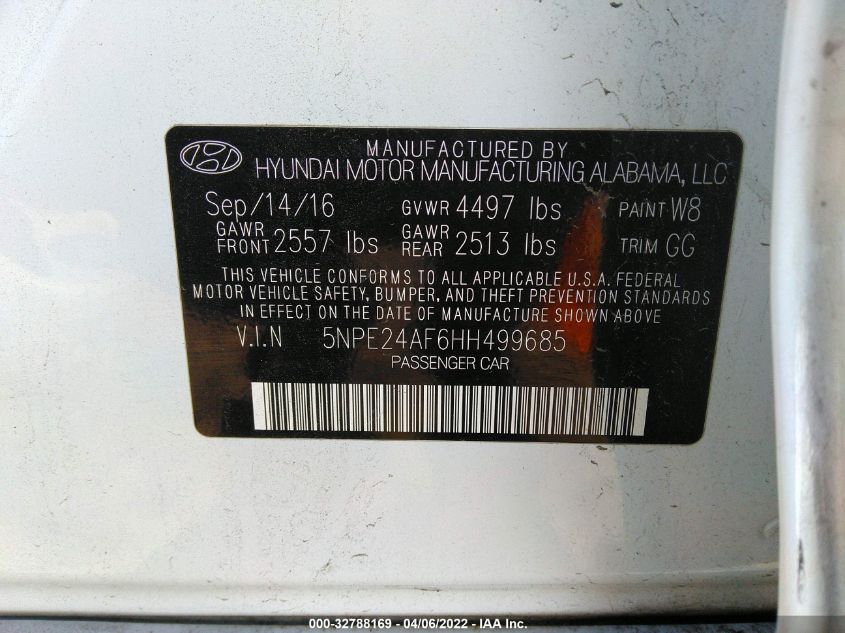 MANUFACTURED BY
HYUNDAI MOTOR MANUFACTURING ALABAMA, LLC
Sep/14/16 GVWR 4497 lbs PAINT W8
GAWR FRONT 2557 lbs GAWR REAR 2513 lbs TRIM GG
THIS VEHICLE CONFORMS TO ALL APPLICABLE U.S.A. FEDERAL
MOTOR VEHICLE SAFETY, BUMPER, AND THEFT PREVENTION STANDARDS
IN EFFECT ON THE DATE OF MANUFACTURE SHOWN ABOVE
V.I.N 5NPE24AF6HH499685
PASSENGER CAR
000-32788169 - 04/06/2022 - IAA Inc.